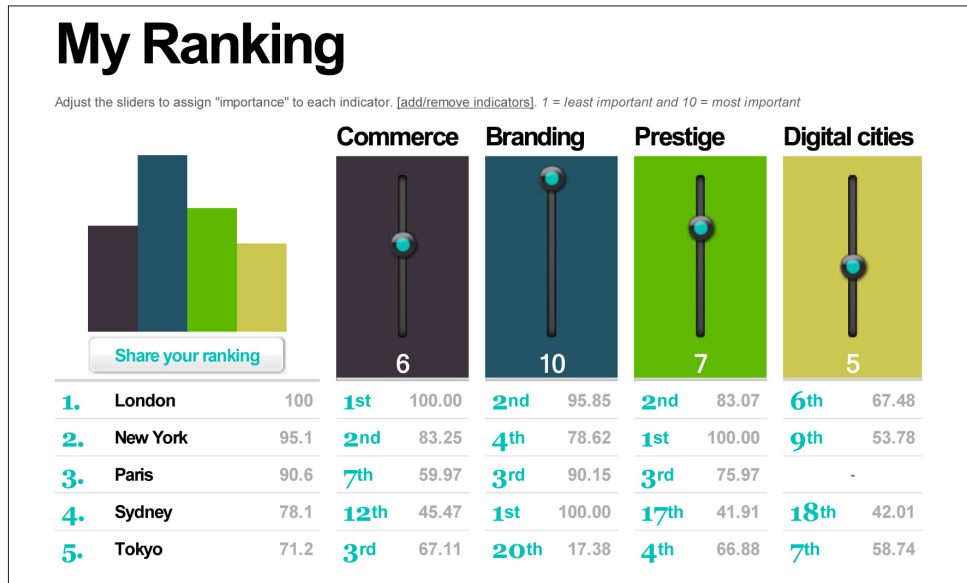 My Ranking
Adjust the sliders to assign "importance" to each indicator. [add/remove indicators]. 1 = least important and 10 = most important
Commerce Branding Prestige Digital cities
Share your ranking
6 10 7 5
1. London 100 1st 100.00 2nd 95.85 2nd 83.07 6th 67.48
2. New York 95.1 2nd 83.25 4th 78.62 1st 100.00 9th 53.78
3. Paris 90.6 7th 59.97 3rd 90.15 3rd 75.97 -
4. Sydney 78.1 12th 45.47 1st 100.00 17th 41.91 18th 42.01
5. Tokyo 71.2 3rd 67.11 20th 17.38 4th 66.88 7th 58.74